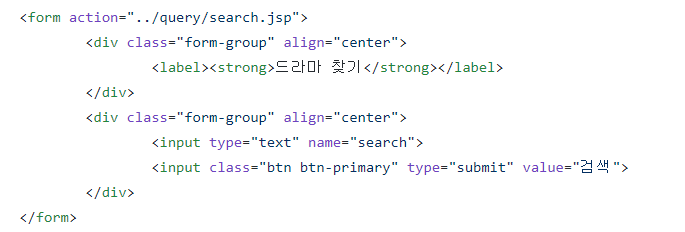 <form action="../query/search.jsp">
<div class="form-group" align="center">
<label><strong>드라마 찾기</strong></label>
</div>
<div class="form-group" align="center">
<input type="text" name="search">
<input class="btn btn-primary" type="submit" value="검색">
</div>
</form>